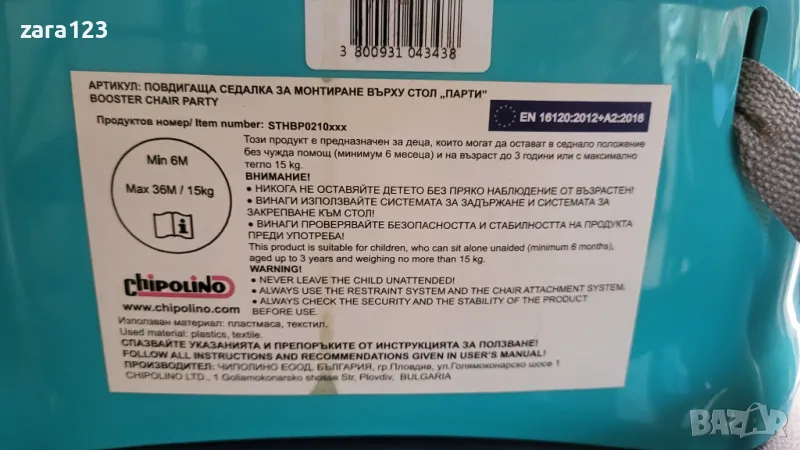 zara123
3 800931 043438
АРТИКУЛ: ПОВДИГАЩА СЕДАЛКА ЗА МОНТИРАНЕ ВЪРХУ СТОЛ „ПАРТИ"
BOOSTER CHAIR PARTY
EN 16120:2012+A2:2016
Продуктов номер/ Item number: STHBP0210xxx
Този продукт е предназначен за деца, които могат да остават в седнало положение
без чужда помощ (минимум 6 месеца) и на възраст до 3 години или с максимално
тегло 15 kg.
Min 6M
Max 36M / 15kg
ВНИМАНИЕ!
• НИКОГА НЕ ОСТАВЯЙТЕ ДЕТЕТО БЕЗ ПРЯКО НАБЛЮДЕНИЕ ОТ ВЪЗРАСТЕН!
• ВИНАГИ ИЗПОЛЗВАЙТЕ СИСТЕМАТА ЗА ЗАДЪРЖАНЕ И СИСТЕМАТА ЗА
ЗАКРЕПВАНЕ КЪМ СТОЛ!
• ВИНАГИ ПРОВЕРЯВАЙТЕ БЕЗОПАСНОСТТА И СТАБИЛНОСТТА НА ПРОДУКТА
ПРЕДИ УПОТРЕБА!
This product is suitable for children, who can sit alone unaided (minimum 6 months),
aged up to 3 years and weighing no more than 15 kg.
WARNING!
• NEVER LEAVE THE CHILD UNATTENDED!
• ALWAYS USE THE RESTRAINT SYSTEM AND THE CHAIR ATTACHMENT SYSTEM.
• ALWAYS CHECK THE SECURITY AND THE STABILITY OF THE PRODUCT
BEFORE USE.
chipolino
www.chipolino.com
Използван материал: пластмаса, текстил.
Used material: plastics, textile.
СПАЗВАЙТЕ УКАЗАНИЯТА И ПРЕПОРЪКИТЕ ОТ ИНСТРУКЦИЯТА ЗА ПОЛЗВАНЕ!
FOLLOW ALL INSTRUCTIONS AND RECOMMENDATIONS GIVEN IN USER'S MANUAL!
ПРОИЗВОДИТЕЛ: ЧИПОЛИНО ЕООД, БЪЛГАРИЯ, гр.Пловдив, ул.Голямоконарско шосе 1
CHIPOLINO LTD., 1 Goliamokonarsko shosse Str, Plovdiv, BULGARIA
BAZAR